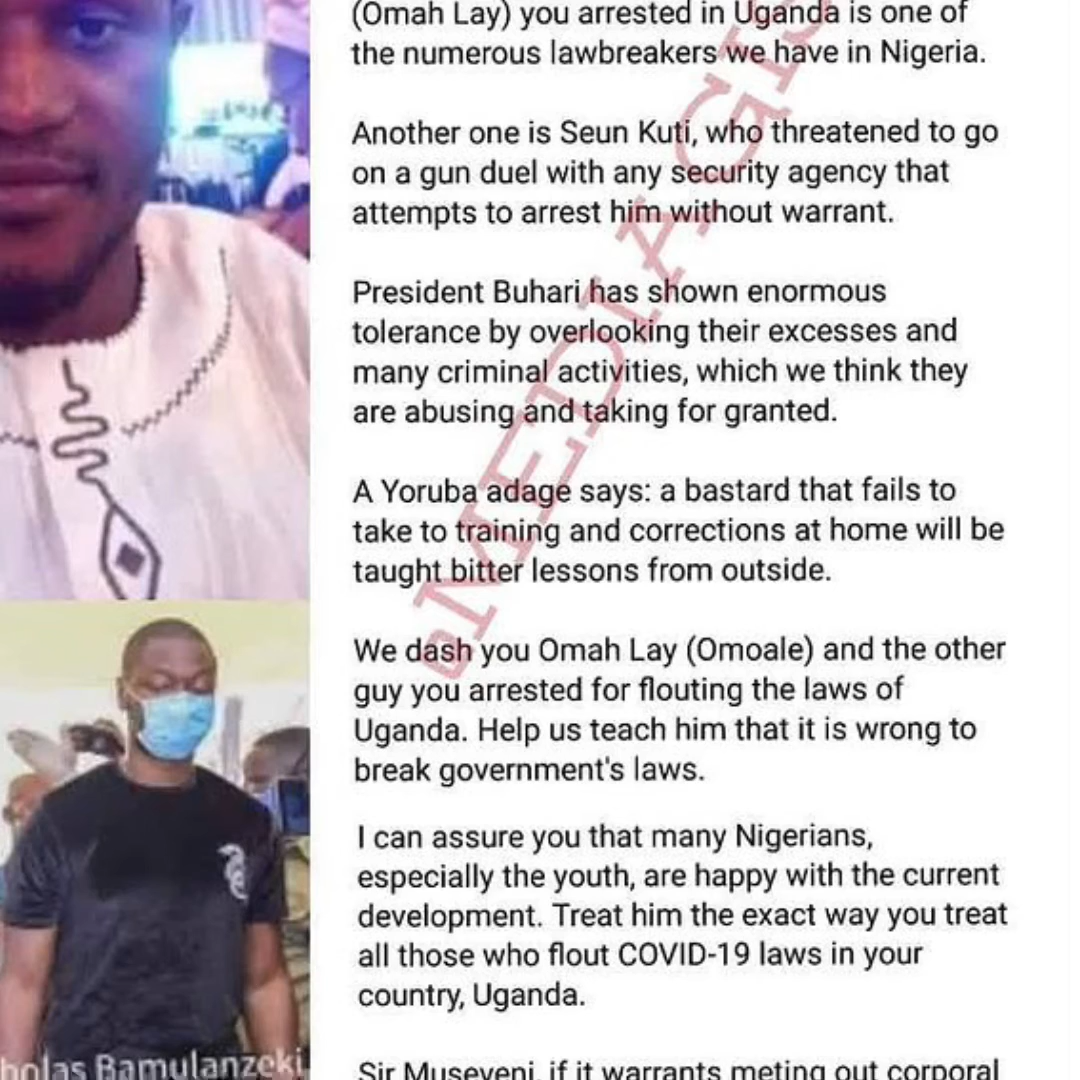 (Omah Lay) you arrested in Uganda is one of
the numerous lawbreakers we have in Nigeria.
Another one is Seun Kuti, who threatened to go
on a gun duel with any security agency that
attempts to arrest him without warrant.
President Buhari has shown enormous
tolerance by overlooking their excesses and
many criminal activities, which we think they
are abusing and taking for granted.
A Yoruba adage says: a bastard that fails to
take to training and corrections at home will be
taught bitter lessons from outside.
We dash you Omah Lay (Omoale) and the other
guy you arrested for flouting the laws of
Uganda. Help us teach him that it is wrong to
break government's laws.
I can assure you that many Nigerians,
especially the youth, are happy with the current
development. Treat him the exact way you treat
all those who flout COVID-19 laws in your
country, Uganda.
Sir Museveni, if it warrants meting out corporal
holas Bamulanzeki
MEDIA GIS